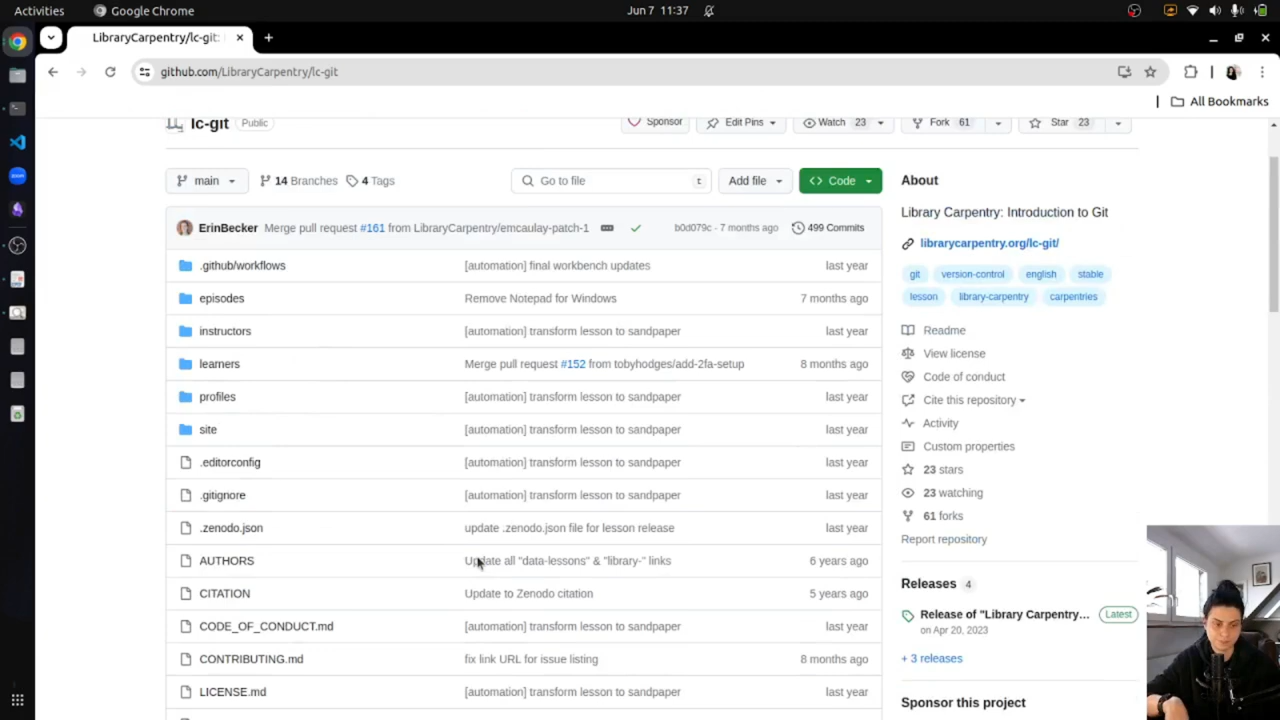 Activities
Google Chrome
Jun 7 11:37
LibraryCarpentry/lc-git:
github.com/LibraryCarpentry/lc-git
All Bookmarks
lc-git
Public
Sponsor
Edit Pins
Watch 23
Fork 61
Star 23
main
14 Branches
4 Tags
Go to file
t
Add file
Code
ErinBecker Merge pull request #161 from LibraryCarpentry/emcaulay-patch-1
b0d079c · 7 months ago
499 Commits
.github/workflows [automation] final workbench updates last year
episodes Remove Notepad for Windows 7 months ago
instructors [automation] transform lesson to sandpaper last year
learners Merge pull request #152 from tobyhodges/add-2fa-setup 8 months ago
profiles [automation] transform lesson to sandpaper last year
site [automation] transform lesson to sandpaper last year
.editorconfig [automation] transform lesson to sandpaper last year
.gitignore [automation] transform lesson to sandpaper last year
.zenodo.json update .zenodo.json file for lesson release last year
AUTHORS Update all "data-lessons" & "library-" links 6 years ago
CITATION Update to Zenodo citation 5 years ago
CODE_OF_CONDUCT.md [automation] transform lesson to sandpaper last year
CONTRIBUTING.md fix link URL for issue listing 8 months ago
LICENSE.md [automation] transform lesson to sandpaper last year
About
Library Carpentry: Introduction to Git
librarycarpentry.org/lc-git/
git version-control english stable
lesson library-carpentry carpentries
Readme
View license
Code of conduct
Cite this repository
Activity
Custom properties
23 stars
23 watching
61 forks
Report repository
Releases 4
Release of "Library Carpentry... Latest
on Apr 20, 2023
+ 3 releases
Sponsor this project